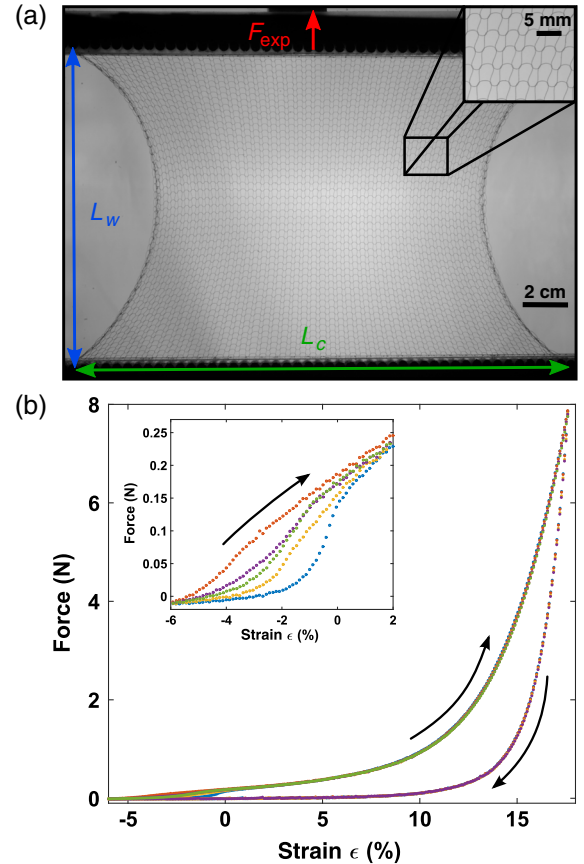 (a)
F_exp
5 mm
L_w
2 cm
L_c
(b)
8
6
4
2
0
Force (N)
-5
0
5
10
15
Strain ϵ (%)
0.25
0.2
0.15
0.1
0.05
0
Force (N)
-6
-4
-2
0
2
Strain ϵ (%)